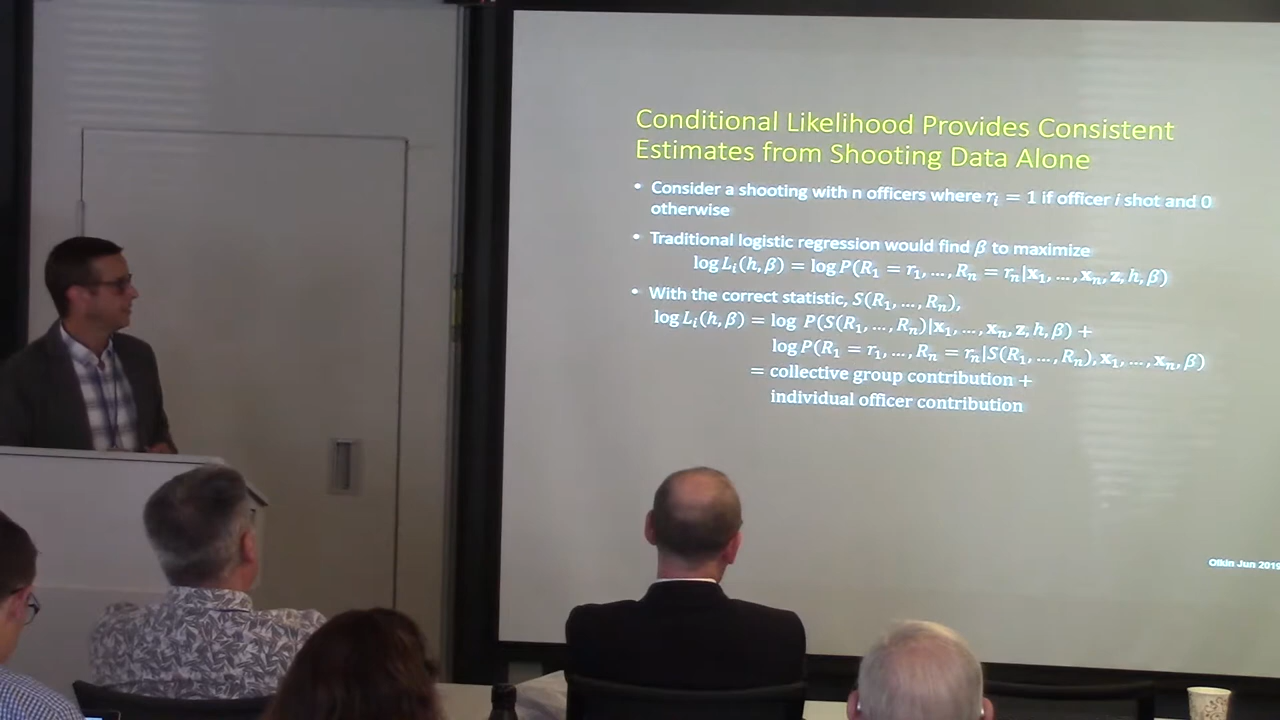 Conditional Likelihood Provides Consistent
Estimates from Shooting Data Alone
• Consider a shooting with n officers where rᵢ = 1 if officer i shot and 0
otherwise
• Traditional logistic regression would find β to maximize
log Lᵢ(h, β) = log P(R₁ = r₁, … , Rₙ = rₙ|x₁, … , xₙ, z, h, β)
• With the correct statistic, S(R₁, … , Rₙ),
log Lᵢ(h, β) = log P(S(R₁, … , Rₙ)|x₁, … , xₙ, z, h, β) +
log P(R₁ = r₁, … , Rₙ = rₙ|S(R₁, … , Rₙ), x₁, … , xₙ, β)
= collective group contribution +
individual officer contribution
Olkin Jun 2019